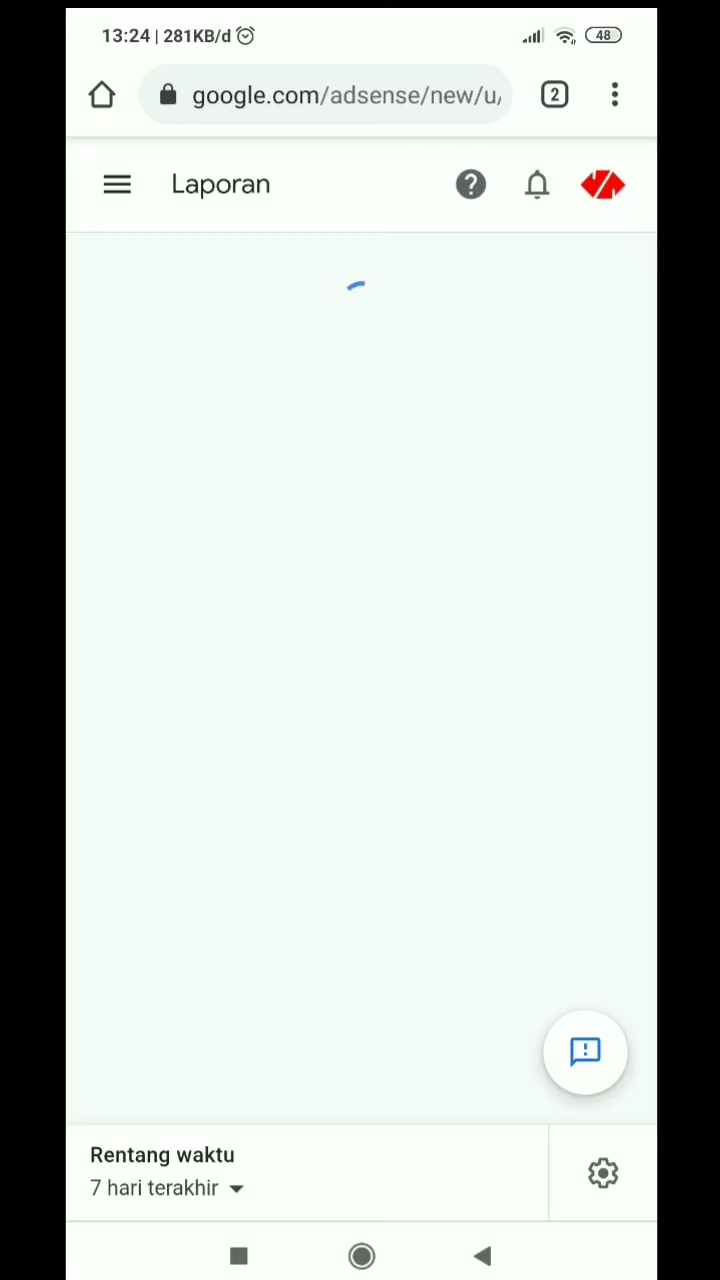 13:24 | 281KB/d
48
google.com/adsense/new/u/
2
Laporan
Rentang waktu
7 hari terakhir